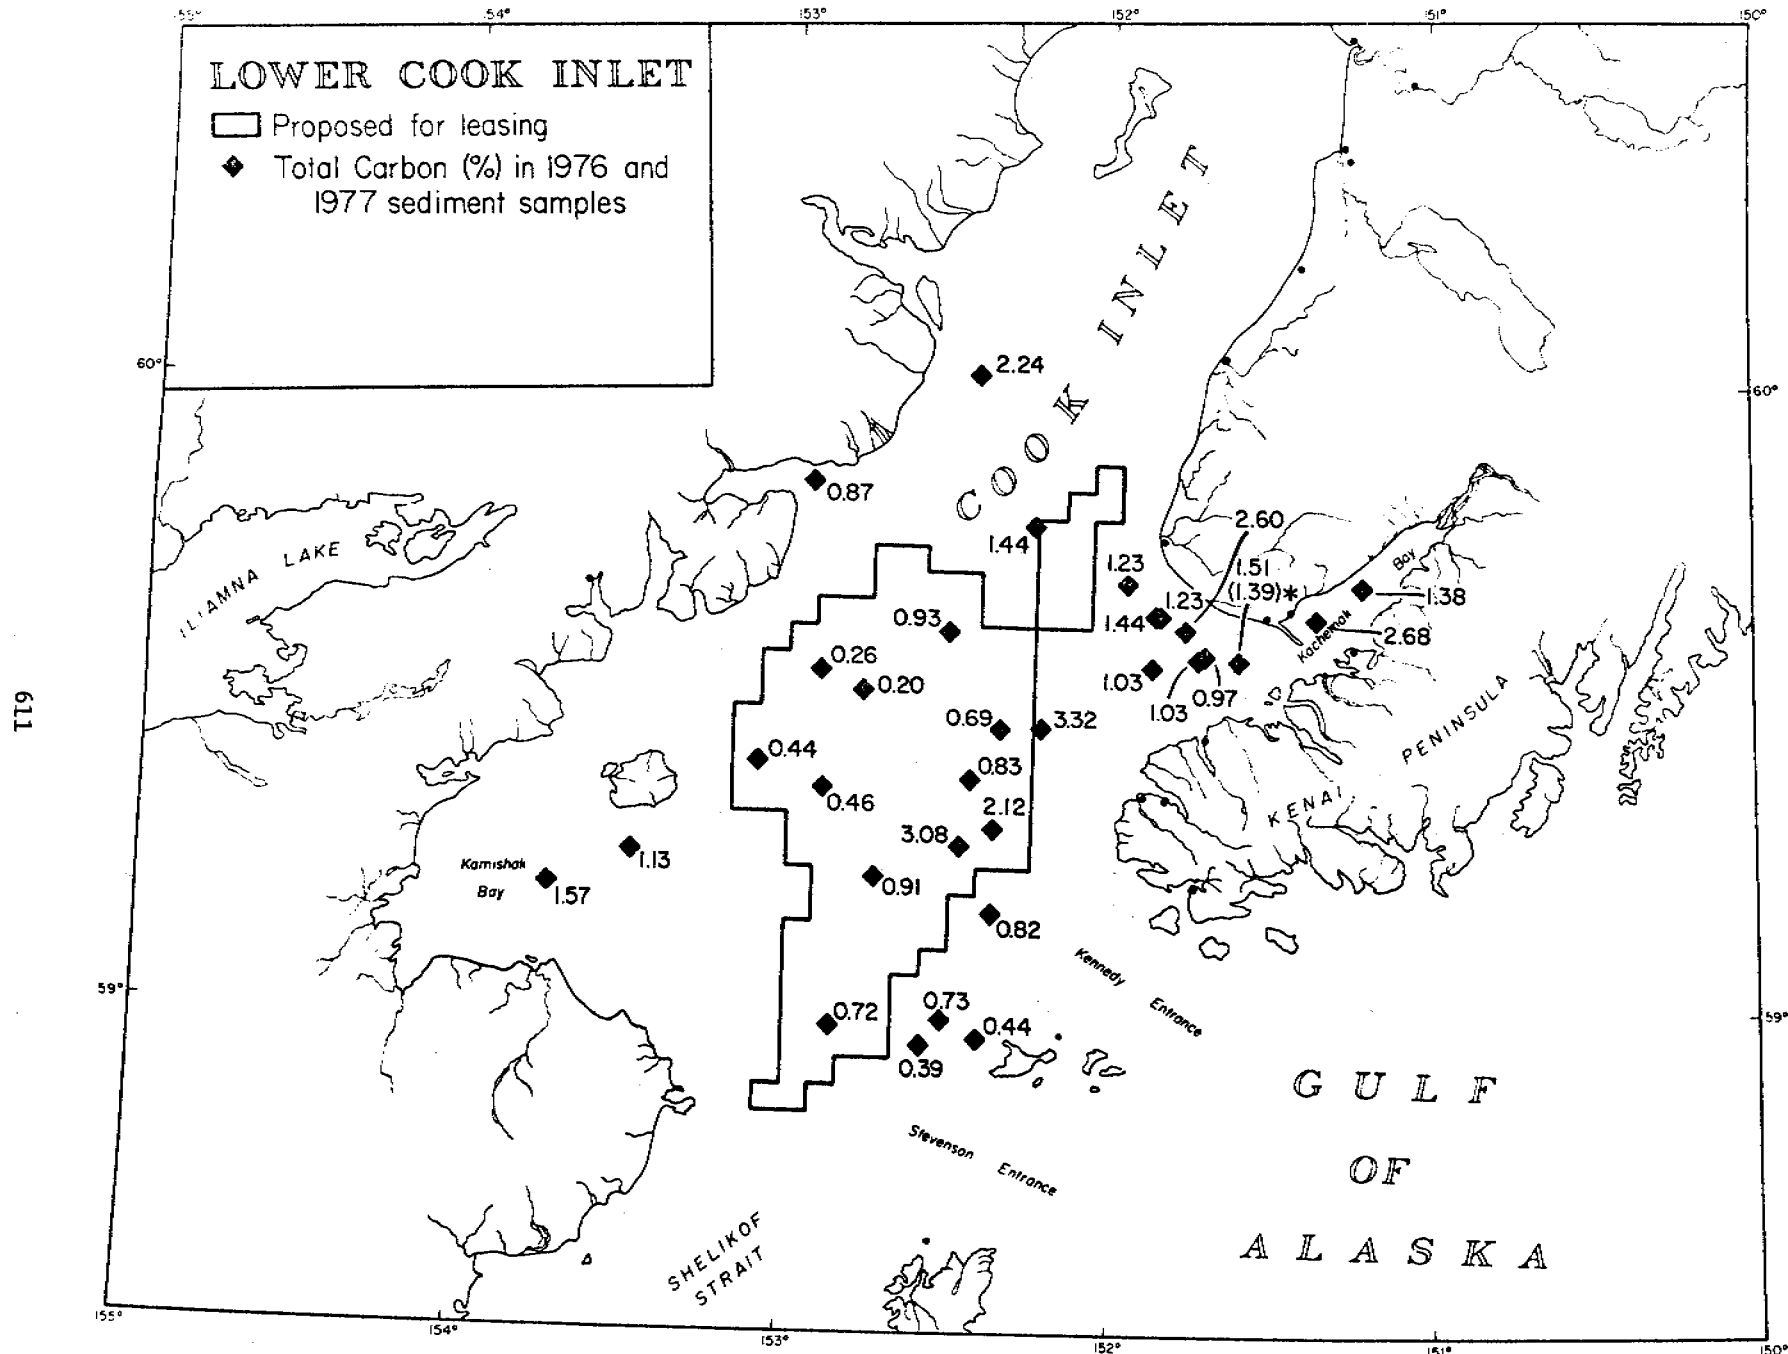 155° 154° 153° 152° 151° 150°
LOWER COOK INLET
Proposed for leasing
Total Carbon (%) in 1976 and
1977 sediment samples
COOK INLET
60°
60°
2.24
0.87
1.44
ILIAMNA LAKE
2.60
1.23
1.51
(1.39)*
Bay
1.38
1.23
1.44
0.93
2.68
Kachemak
0.26
0.20
1.03
1.03
0.97
611
0.69
3.32
PENINSULA
0.44
0.83
0.46
2.12
KENAI
3.08
1.13
Kamishak
Bay
1.57
0.91
0.82
Kennedy Entrance
59°
59°
0.72
0.73
0.44
0.39
GULF
OF
ALASKA
Stevenson Entrance
SHELIKOF
STRAIT
155° 154° 153° 152° 151° 150°